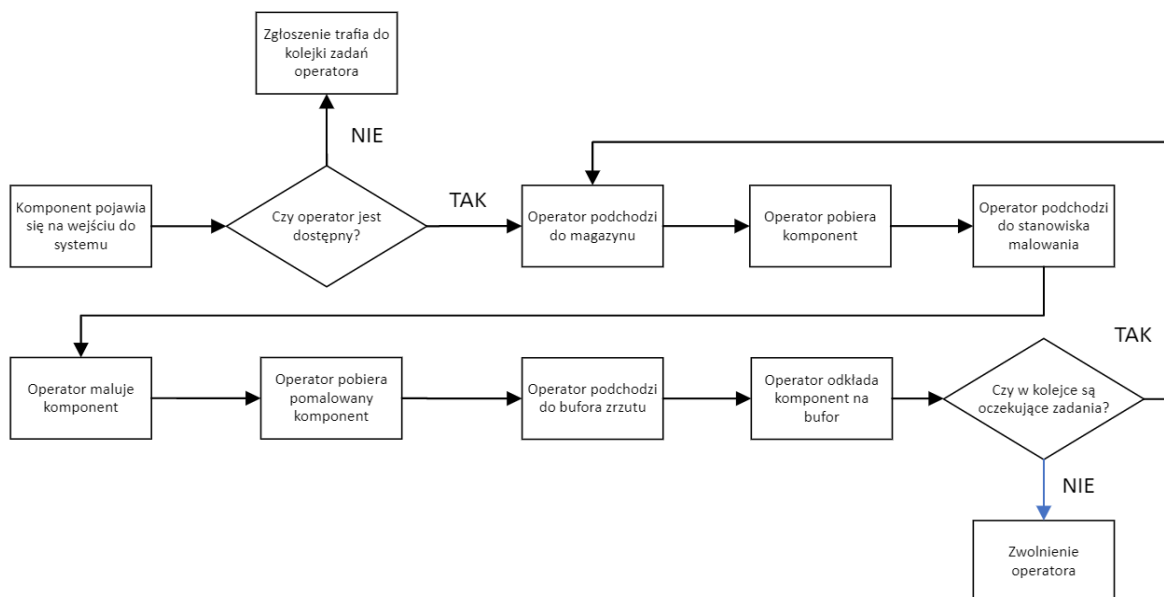 Zgłoszenie trafia do
kolejki zadań
operatora
NIE
Komponent pojawia
się na wejściu do
systemu
Czy operator jest
dostępny?
TAK
Operator podchodzi
do magazynu
Operator pobiera
komponent
Operator podchodzi
do stanowiska
malowania
Operator maluje
komponent
Operator pobiera
pomalowany
komponent
Operator podchodzi
do bufora zrzutu
Operator odkłada
komponent na
bufor
Czy w kolejce są
oczekujące zadania?
TAK
NIE
Zwolnienie
operatora